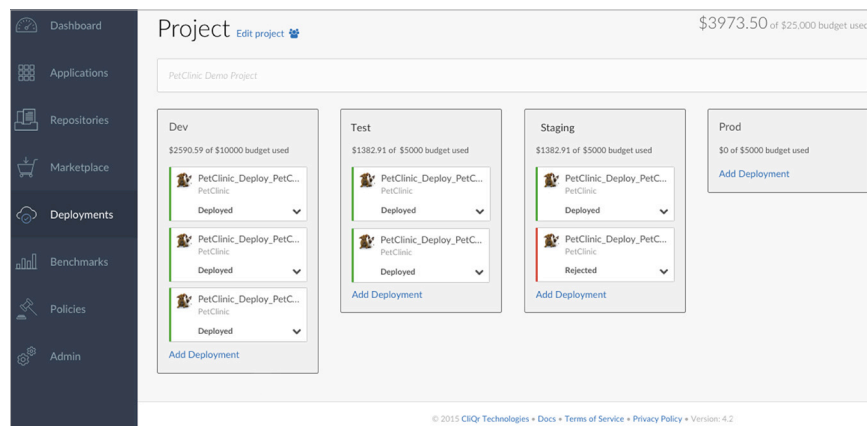 Dashboard
Applications
Repositories
Marketplace
Deployments
Benchmarks
Policies
Admin
Project Edit project
$3973.50 of $25,000 budget used
PetClinic Demo Project
Dev
$2590.59 of $10000 budget used
PetClinic_Deploy_PetC...
PetClinic
Deployed
PetClinic_Deploy_PetC...
PetClinic
Deployed
PetClinic_Deploy_PetC...
PetClinic
Deployed
Add Deployment
Test
$1382.91 of $5000 budget used
PetClinic_Deploy_PetC...
PetClinic
Deployed
PetClinic_Deploy_PetC...
PetClinic
Deployed
Add Deployment
Staging
$1382.91 of $5000 budget used
PetClinic_Deploy_PetC...
PetClinic
Deployed
PetClinic_Deploy_PetC...
PetClinic
Rejected
Add Deployment
Prod
$0 of $5000 budget used
Add Deployment
© 2015 CliQr Technologies • Docs • Terms of Service • Privacy Policy • Version: 4.2